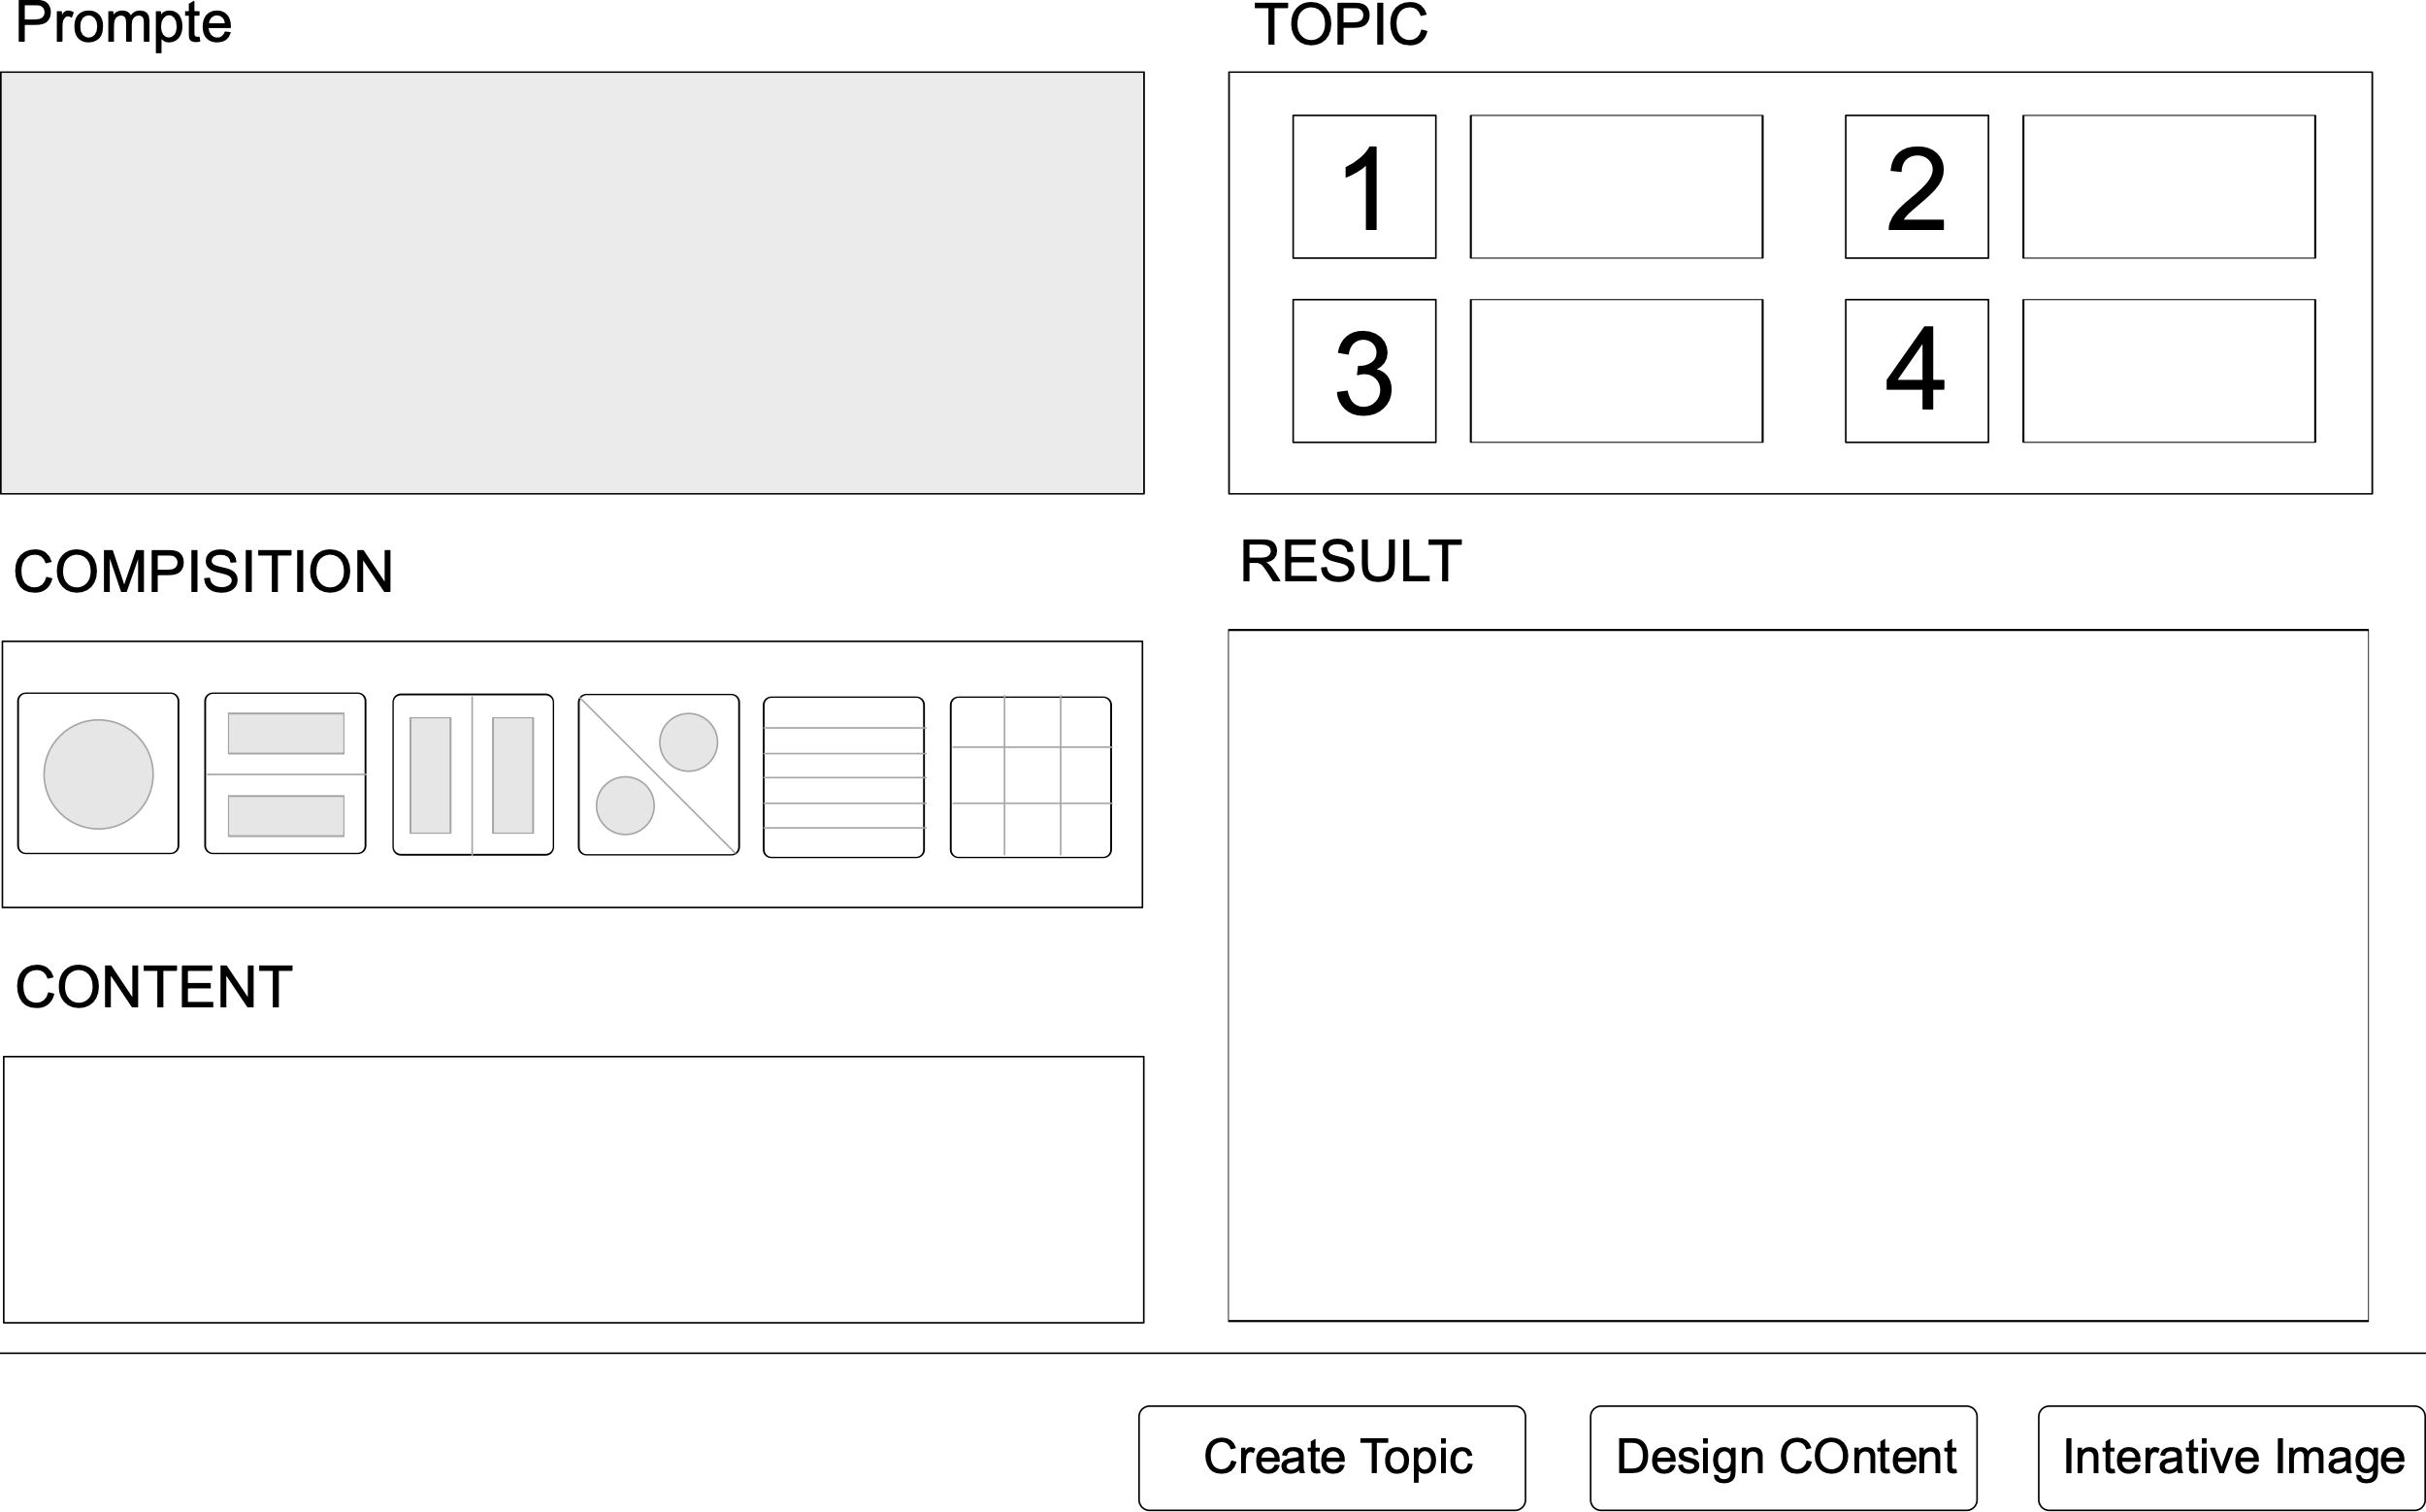 Prompte
TOPIC
1
2
3
4
COMPISITION
RESULT
CONTENT
Create Topic
Design COntent
Interative Image